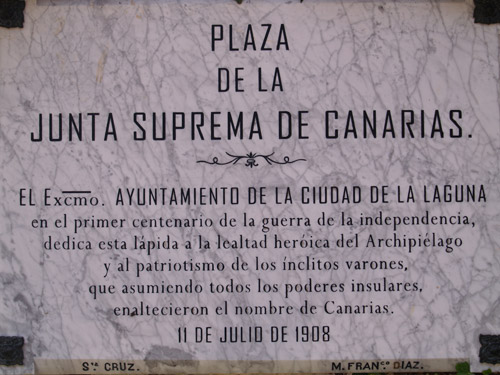 PLAZA
DE LA
JUNTA SUPREMA DE CANARIAS.
EL Excmo. AYUNTAMIENTO DE LA CIUDAD DE LA LAGUNA
en el primer centenario de la guerra de la independencia,
dedica esta lápida a la lealtad heróica del Archipiélago
y al patriotismo de los ínclitos varones,
que asumiendo todos los poderes insulares,
enaltecieron el nombre de Canarias.
11 DE JULIO DE 1908
Sta. CRUZ. M. FRANco. DIAZ.